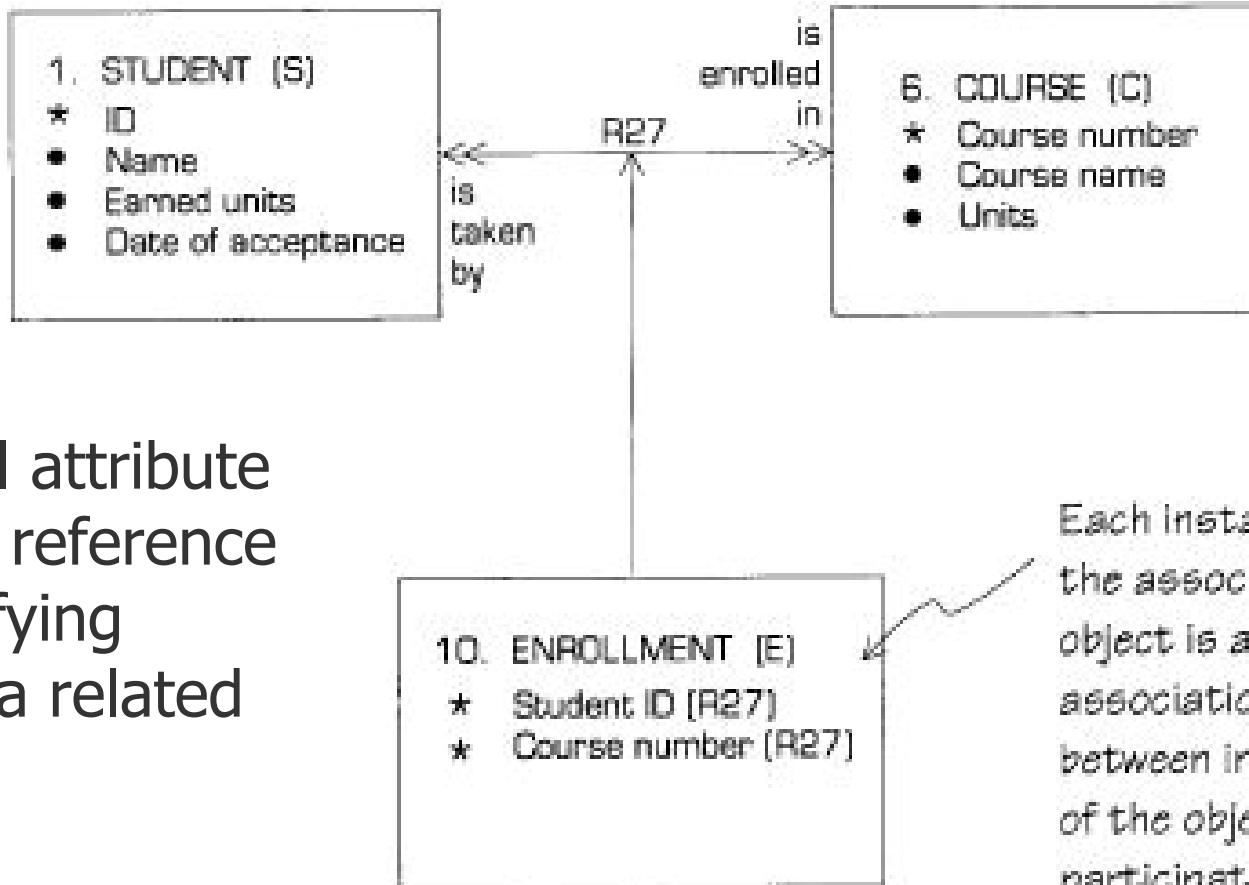 1. STUDENT (S)
* ID
● Name
● Earned units
● Date of acceptance
is
enrolled
in
R27
is
taken
by
6. COURSE (C)
* Course number
● Course name
● Units
attribute
reference
fying
a related
10. ENROLLMENT (E)
* Student ID (R27)
* Course number (R27)
Each insta
the assoc
object is a
associatio
between in
of the obje
participat